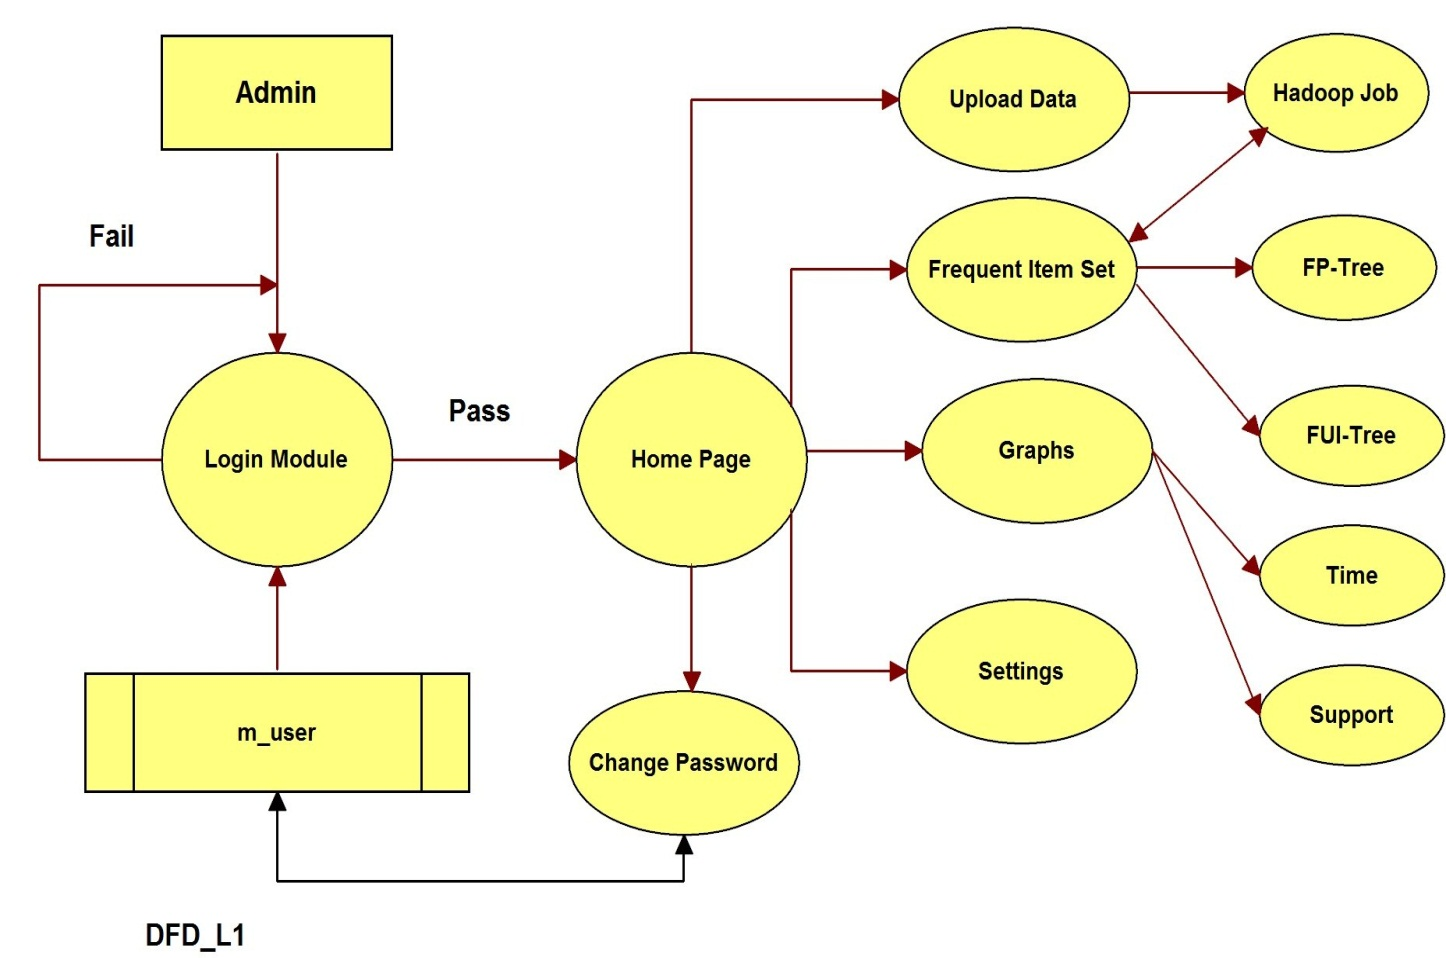 Admin
Upload Data
Hadoop Job
Fail
Frequent Item Set
FP-Tree
Pass
Login Module
Home Page
Graphs
FUI-Tree
Time
Settings
Support
m_user
Change Password
DFD_L1